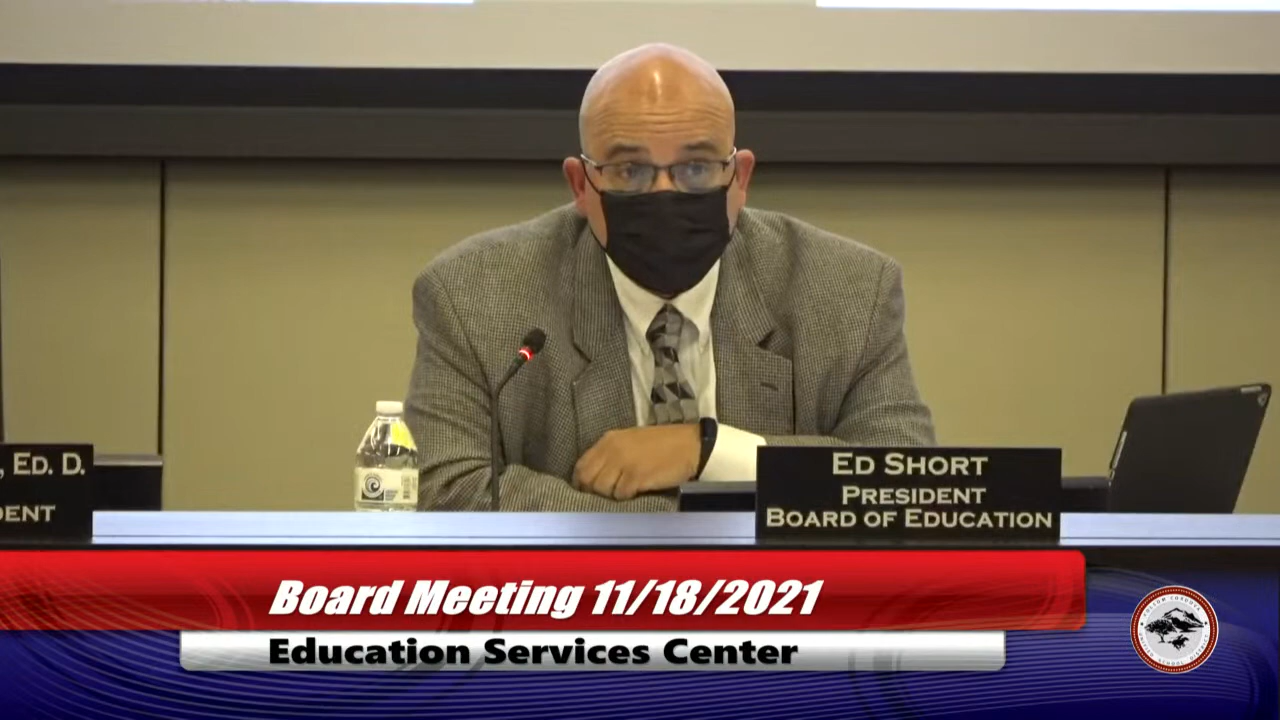 , ED. D.
DENT
ED SHORT
PRESIDENT
BOARD OF EDUCATION
Board Meeting 11/18/2021
Education Services Center